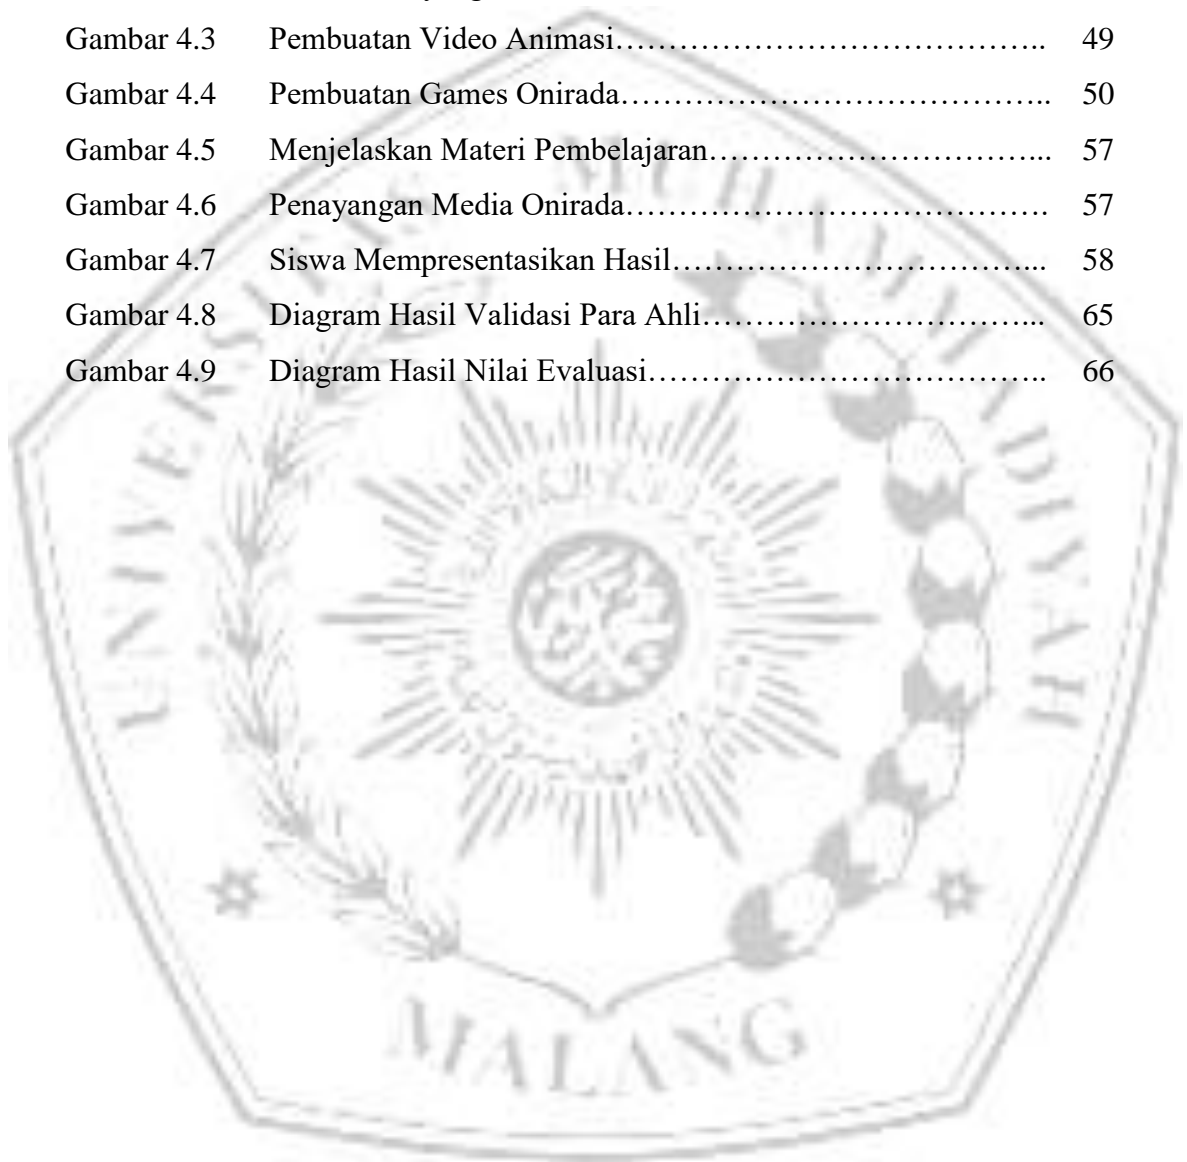 Gambar 4.3 Pembuatan Video Animasi………………………………….. 49
Gambar 4.4 Pembuatan Games Onirada…………………………………….. 50
Gambar 4.5 Menjelaskan Materi Pembelajaran……………………………... 57
Gambar 4.6 Penayangan Media Onirada……………………………………. 57
Gambar 4.7 Siswa Mempresentasikan Hasil………………………………... 58
Gambar 4.8 Diagram Hasil Validasi Para Ahli……………………………... 65
Gambar 4.9 Diagram Hasil Nilai Evaluasi………………………………….. 66
UNIVERSITAS MUHAMMADIYAH
MALANG